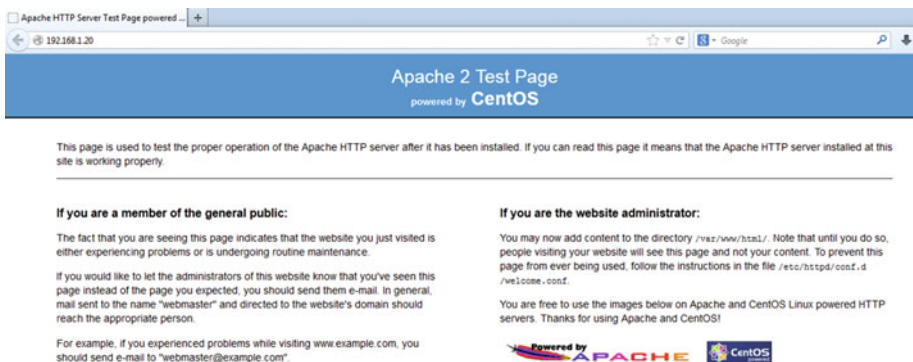 Apache HTTP Server Test Page powered ...
192.168.1.20
Google
Apache 2 Test Page
powered by CentOS
This page is used to test the proper operation of the Apache HTTP server after it has been installed. If you can read this page it means that the Apache HTTP server installed at this
site is working properly.
If you are a member of the general public:
The fact that you are seeing this page indicates that the website you just visited is
either experiencing problems or is undergoing routine maintenance.
If you would like to let the administrators of this website know that you've seen this
page instead of the page you expected, you should send them e-mail. In general,
mail sent to the name "webmaster" and directed to the website's domain should
reach the appropriate person.
For example, if you experienced problems while visiting www.example.com, you
should send e-mail to "webmaster@example.com".
If you are the website administrator:
You may now add content to the directory /var/www/html/. Note that until you do so,
people visiting your website will see this page and not your content. To prevent this
page from ever being used, follow the instructions in the file /etc/httpd/conf.d
/welcome.conf.
You are free to use the images below on Apache and CentOS Linux powered HTTP
servers. Thanks for using Apache and CentOS!
Powered by
APACHE
CentOS